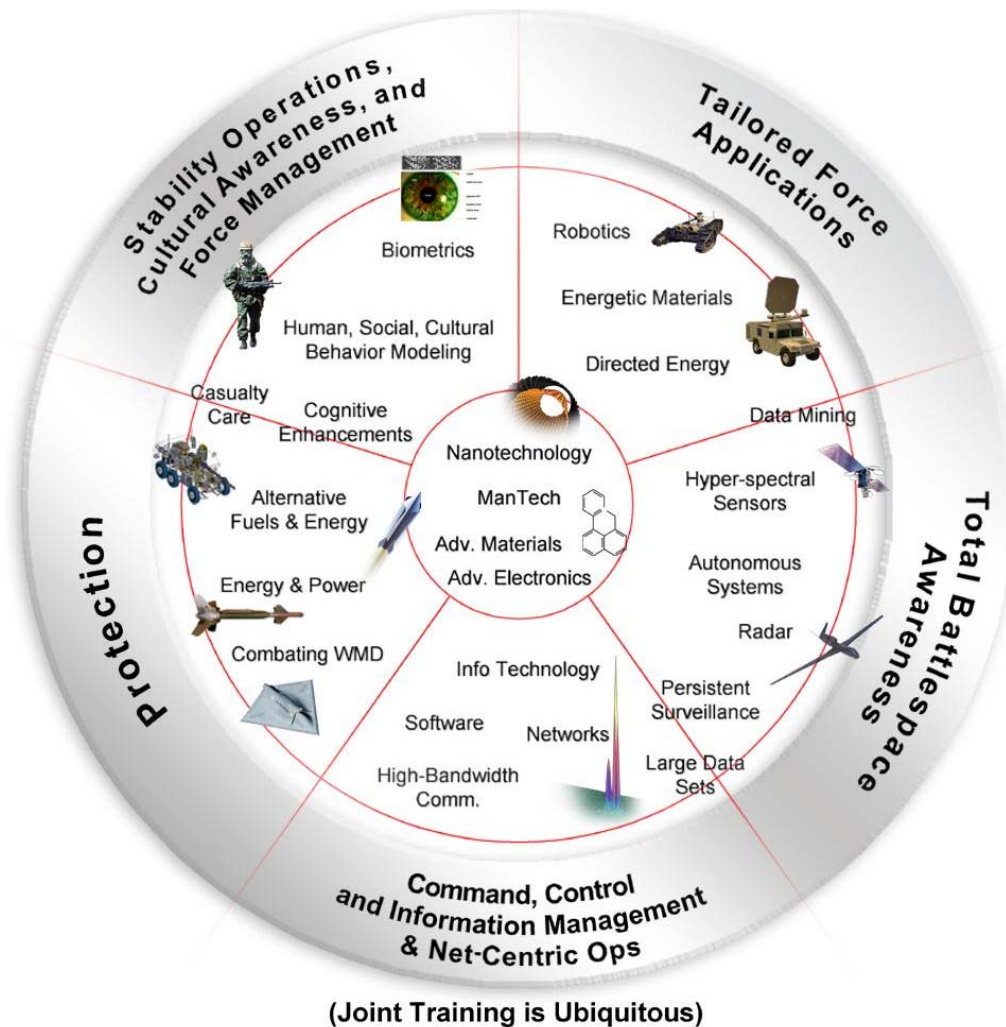 Stability Operations,
Cultural Awareness, and
Force Management
Tailored Force
Applications
Biometrics
Human, Social, Cultural
Behavior Modeling
Cognitive
Enhancements
Robotics
Energetic Materials
Directed Energy
Casualty
Care
Alternative
Fuels & Energy
Energy & Power
Combating WMD
Protection
Nanotechnology
ManTech
Adv. Materials
Adv. Electronics
Data Mining
Hyper-spectral
Sensors
Autonomous
Systems
Radar
Persistent
Surveillance
Large Data
Sets
Total Battlespace
Awareness
Info Technology
Software
Networks
High-Bandwidth
Comm.
Command, Control
and Information Management
& Net-Centric Ops
(Joint Training is Ubiquitous)